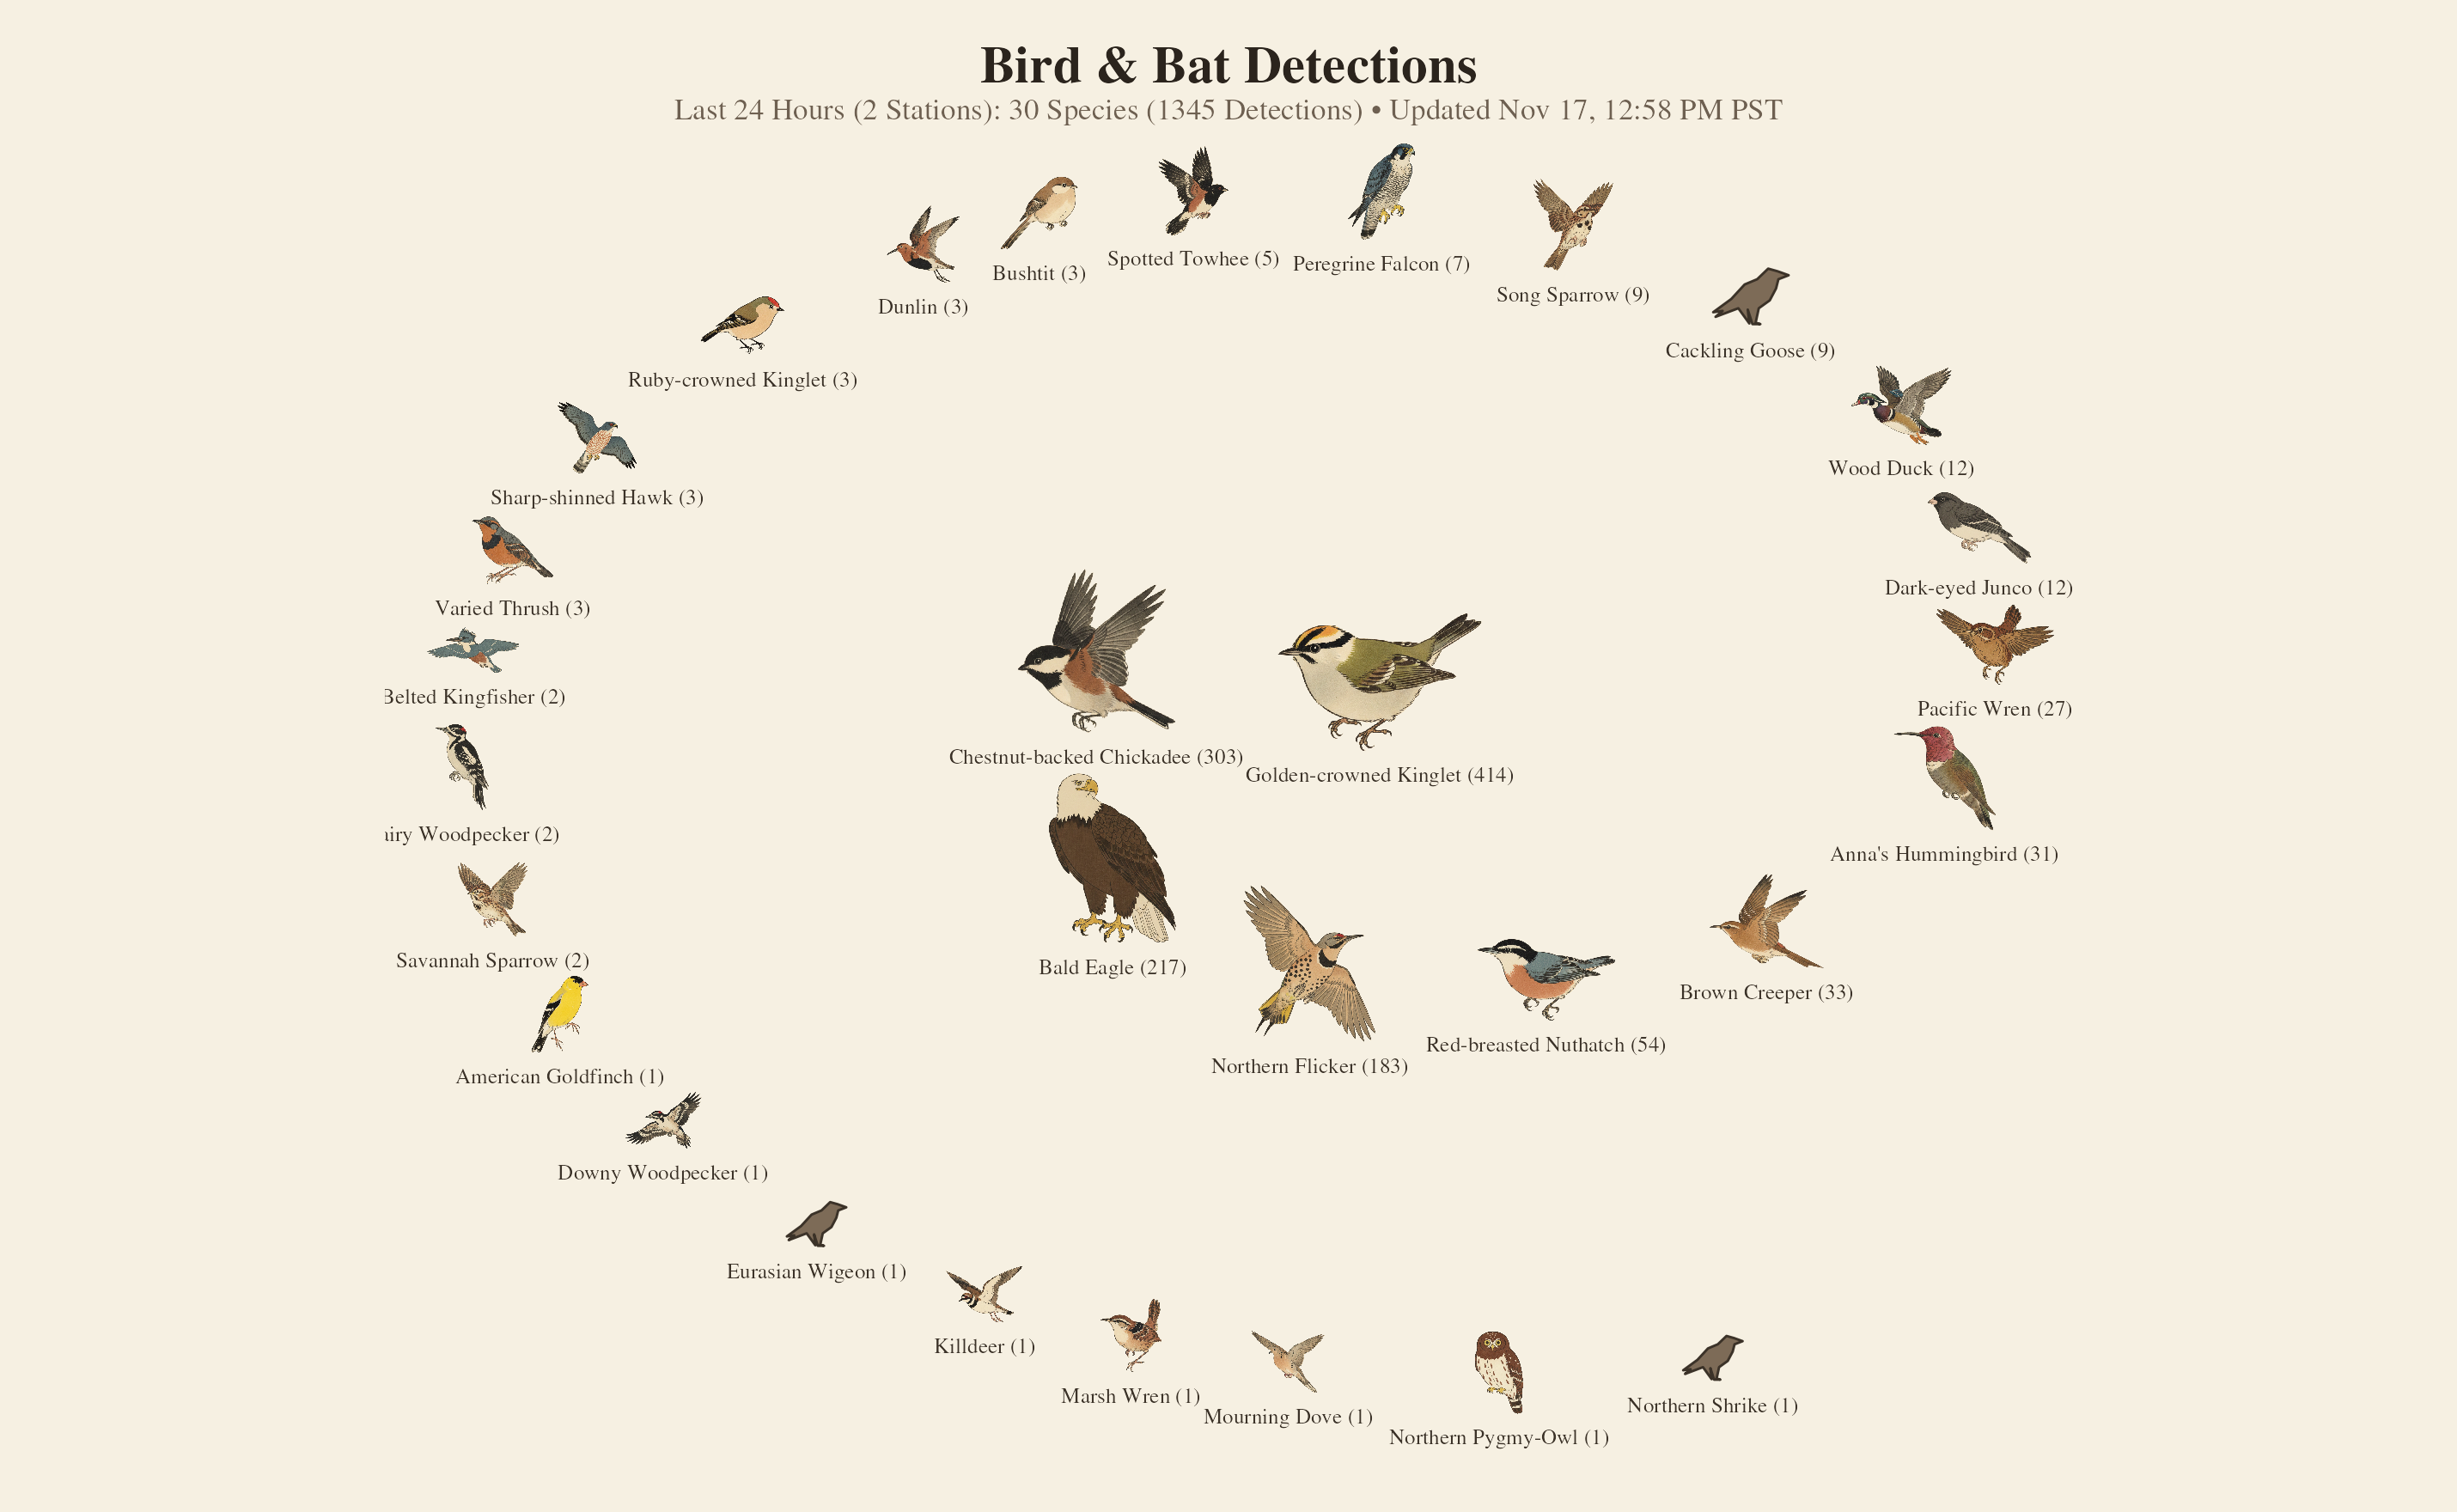 Bird & Bat Detections
Last 24 Hours (2 Stations): 30 Species (1345 Detections) • Updated Nov 17, 12:58 PM PST
Spotted Towhee (5)
Peregrine Falcon (7)
Bushtit (3)
Song Sparrow (9)
Dunlin (3)
Cackling Goose (9)
Ruby-crowned Kinglet (3)
Wood Duck (12)
Sharp-shinned Hawk (3)
Dark-eyed Junco (12)
Varied Thrush (3)
Belted Kingfisher (2)
Pacific Wren (27)
Chestnut-backed Chickadee (303)
Golden-crowned Kinglet (414)
airy Woodpecker (2)
Anna's Hummingbird (31)
Savannah Sparrow (2)
Bald Eagle (217)
Brown Creeper (33)
Red-breasted Nuthatch (54)
Northern Flicker (183)
American Goldfinch (1)
Downy Woodpecker (1)
Eurasian Wigeon (1)
Killdeer (1)
Marsh Wren (1)
Northern Shrike (1)
Mourning Dove (1)
Northern Pygmy-Owl (1)